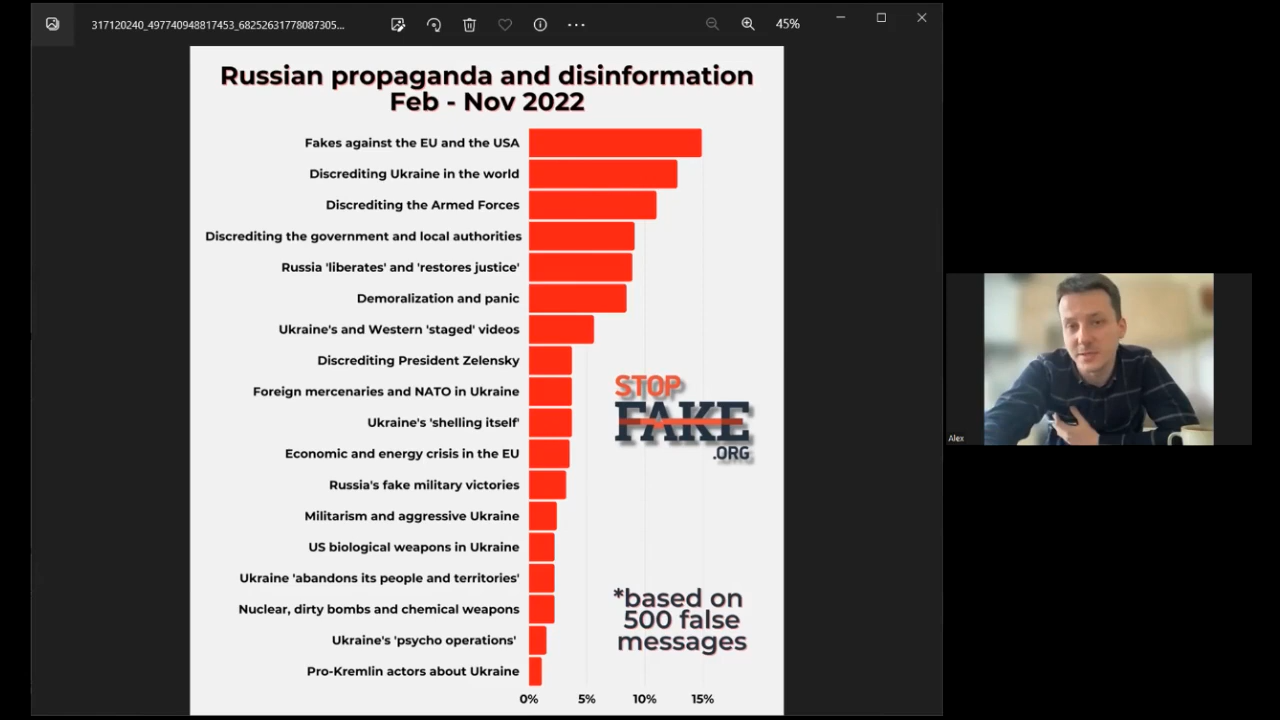 317120240_497740948817453_68252631778087305...
45%
Russian propaganda and disinformation
Feb - Nov 2022
Fakes against the EU and the USA
Discrediting Ukraine in the world
Discrediting the Armed Forces
Discrediting the government and local authorities
Russia 'liberates' and 'restores justice'
Demoralization and panic
Ukraine's and Western 'staged' videos
Discrediting President Zelensky
Foreign mercenaries and NATO in Ukraine
Ukraine's 'shelling itself'
Economic and energy crisis in the EU
Russia's fake military victories
Militarism and aggressive Ukraine
US biological weapons in Ukraine
Ukraine 'abandons its people and territories'
Nuclear, dirty bombs and chemical weapons
Ukraine's 'psycho operations'
Pro-Kremlin actors about Ukraine
0% 5% 10% 15%
STOP
FAKE
.ORG
*based on
500 false
messages
Alex